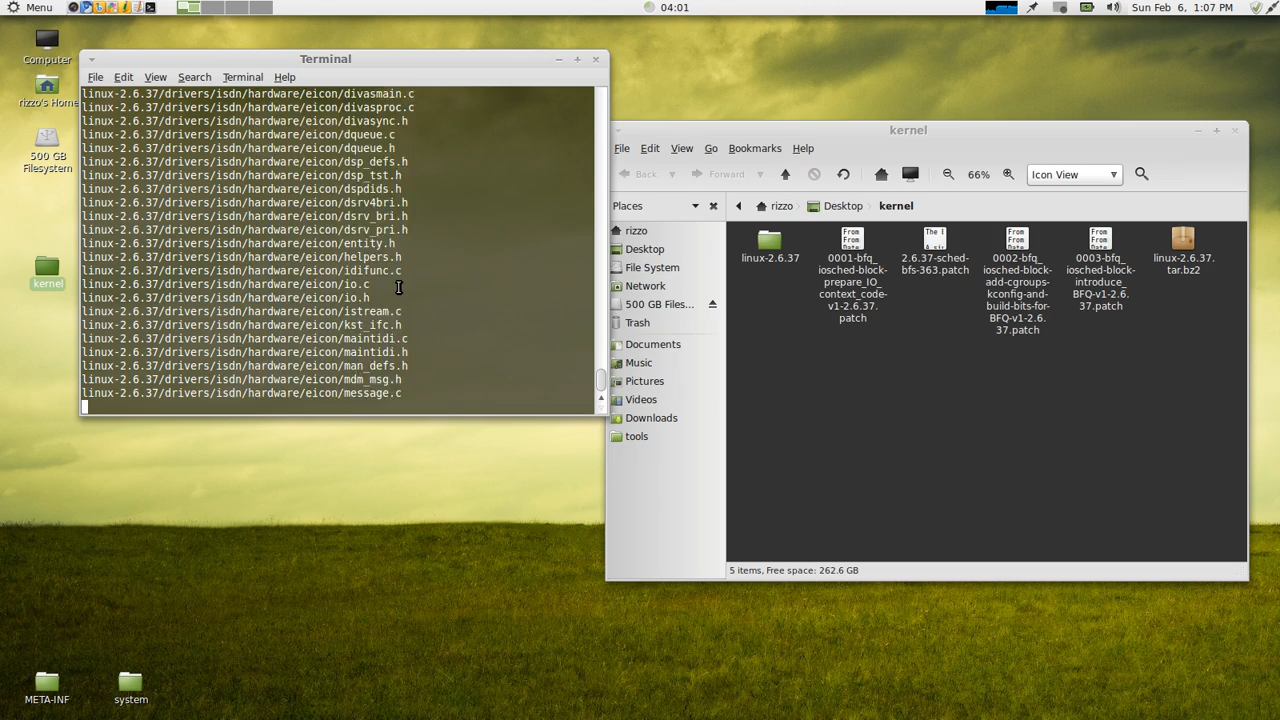 Menu
04:01
Sun Feb 6, 1:07 PM
Computer
rizzo's Home
500 GB
Filesystem
kernel
META-INF
system
Terminal
File Edit View Search Terminal Help
linux-2.6.37/drivers/isdn/hardware/eicon/divasmain.c
linux-2.6.37/drivers/isdn/hardware/eicon/divasproc.c
linux-2.6.37/drivers/isdn/hardware/eicon/divasync.h
linux-2.6.37/drivers/isdn/hardware/eicon/dqueue.c
linux-2.6.37/drivers/isdn/hardware/eicon/dqueue.h
linux-2.6.37/drivers/isdn/hardware/eicon/dsp_defs.h
linux-2.6.37/drivers/isdn/hardware/eicon/dsp_tst.h
linux-2.6.37/drivers/isdn/hardware/eicon/dspdids.h
linux-2.6.37/drivers/isdn/hardware/eicon/dsrv4bri.h
linux-2.6.37/drivers/isdn/hardware/eicon/dsrv_bri.h
linux-2.6.37/drivers/isdn/hardware/eicon/dsrv_pri.h
linux-2.6.37/drivers/isdn/hardware/eicon/entity.h
linux-2.6.37/drivers/isdn/hardware/eicon/helpers.h
linux-2.6.37/drivers/isdn/hardware/eicon/idifunc.c
linux-2.6.37/drivers/isdn/hardware/eicon/io.c
linux-2.6.37/drivers/isdn/hardware/eicon/io.h
linux-2.6.37/drivers/isdn/hardware/eicon/istream.c
linux-2.6.37/drivers/isdn/hardware/eicon/kst_ifc.h
linux-2.6.37/drivers/isdn/hardware/eicon/maintidi.c
linux-2.6.37/drivers/isdn/hardware/eicon/maintidi.h
linux-2.6.37/drivers/isdn/hardware/eicon/man_defs.h
linux-2.6.37/drivers/isdn/hardware/eicon/mdm_msg.h
linux-2.6.37/drivers/isdn/hardware/eicon/message.c
kernel
File Edit View Go Bookmarks Help
Back Forward 66% Icon View
Places
rizzo Desktop kernel
rizzo
Desktop
File System
Network
500 GB Files...
Trash
Documents
Music
Pictures
Videos
Downloads
tools
linux-2.6.37
From
From
Date
0001-bfq_
iosched-block-
prepare_IO_
context_code-
v1-2.6.37.
patch
2.6.37-sched-
bfs-363.patch
From
From
Date
0002-bfq_
iosched-block-
add-cgroups-
kconfig-and-
build-bits-for-
BFQ-v1-2.6.
37.patch
From
From
Date
0003-bfq_
iosched-block-
introduce_
BFQ-v1-2.6.
37.patch
linux-2.6.37.
tar.bz2
5 items, Free space: 262.6 GB